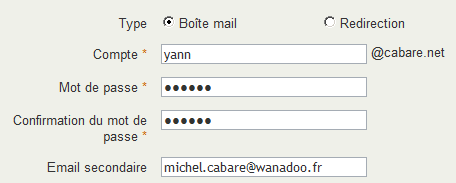 Type Boîte mail Redirection
Compte * yann @cabare.net
Mot de passe * ●●●●●●
Confirmation du mot de
passe * ●●●●●●
Email secondaire michel.cabare@wanadoo.fr